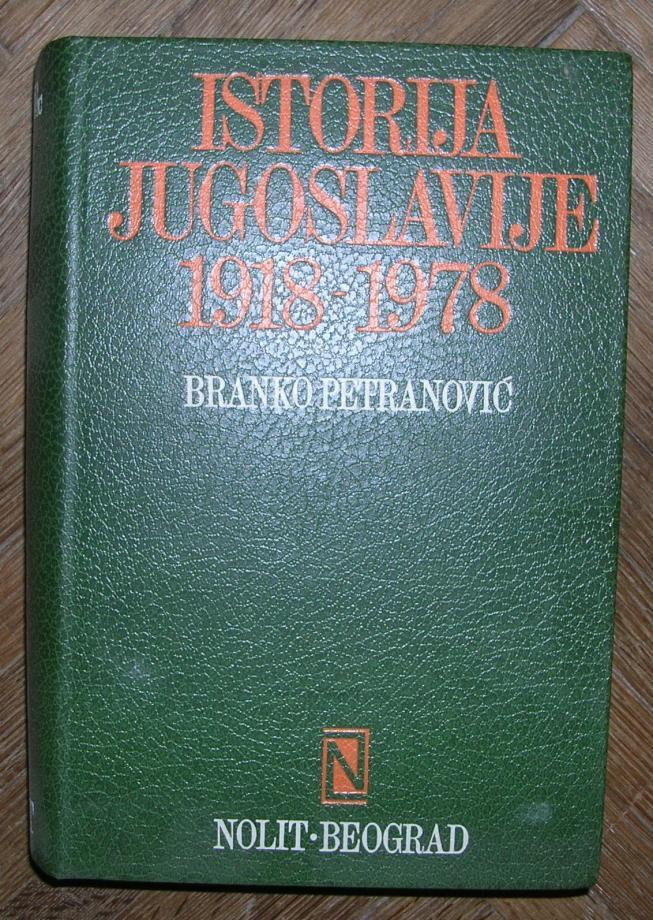 ISTORIJA
JUGOSLAVIJE
1918-1978
BRANKO PETRANOVIĆ
N
NOLIT·BEOGRAD